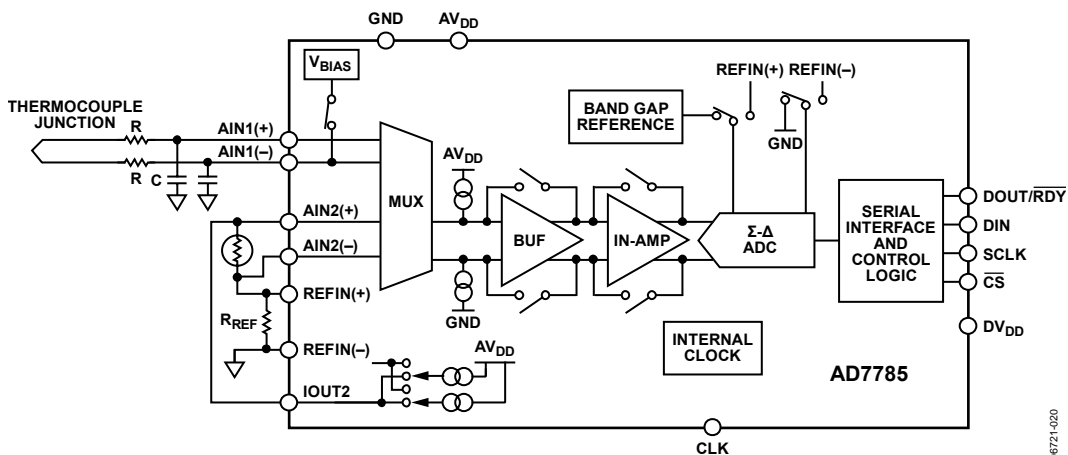 GND
AVDD
VBIAS
REFIN(+) REFIN(–)
BAND GAP
REFERENCE
GND
THERMOCOUPLE
JUNCTION
R
R
C
AIN1(+)
AIN1(–)
MUX
AVDD
GND
BUF
IN-AMP
Σ-Δ
ADC
SERIAL
INTERFACE
AND
CONTROL
LOGIC
DOUT/RDY
DIN
SCLK
CS
DVDD
AIN2(+)
AIN2(–)
REFIN(+)
RREF
REFIN(–)
IOUT2
AVDD
INTERNAL
CLOCK
AD7785
CLK
06721-020